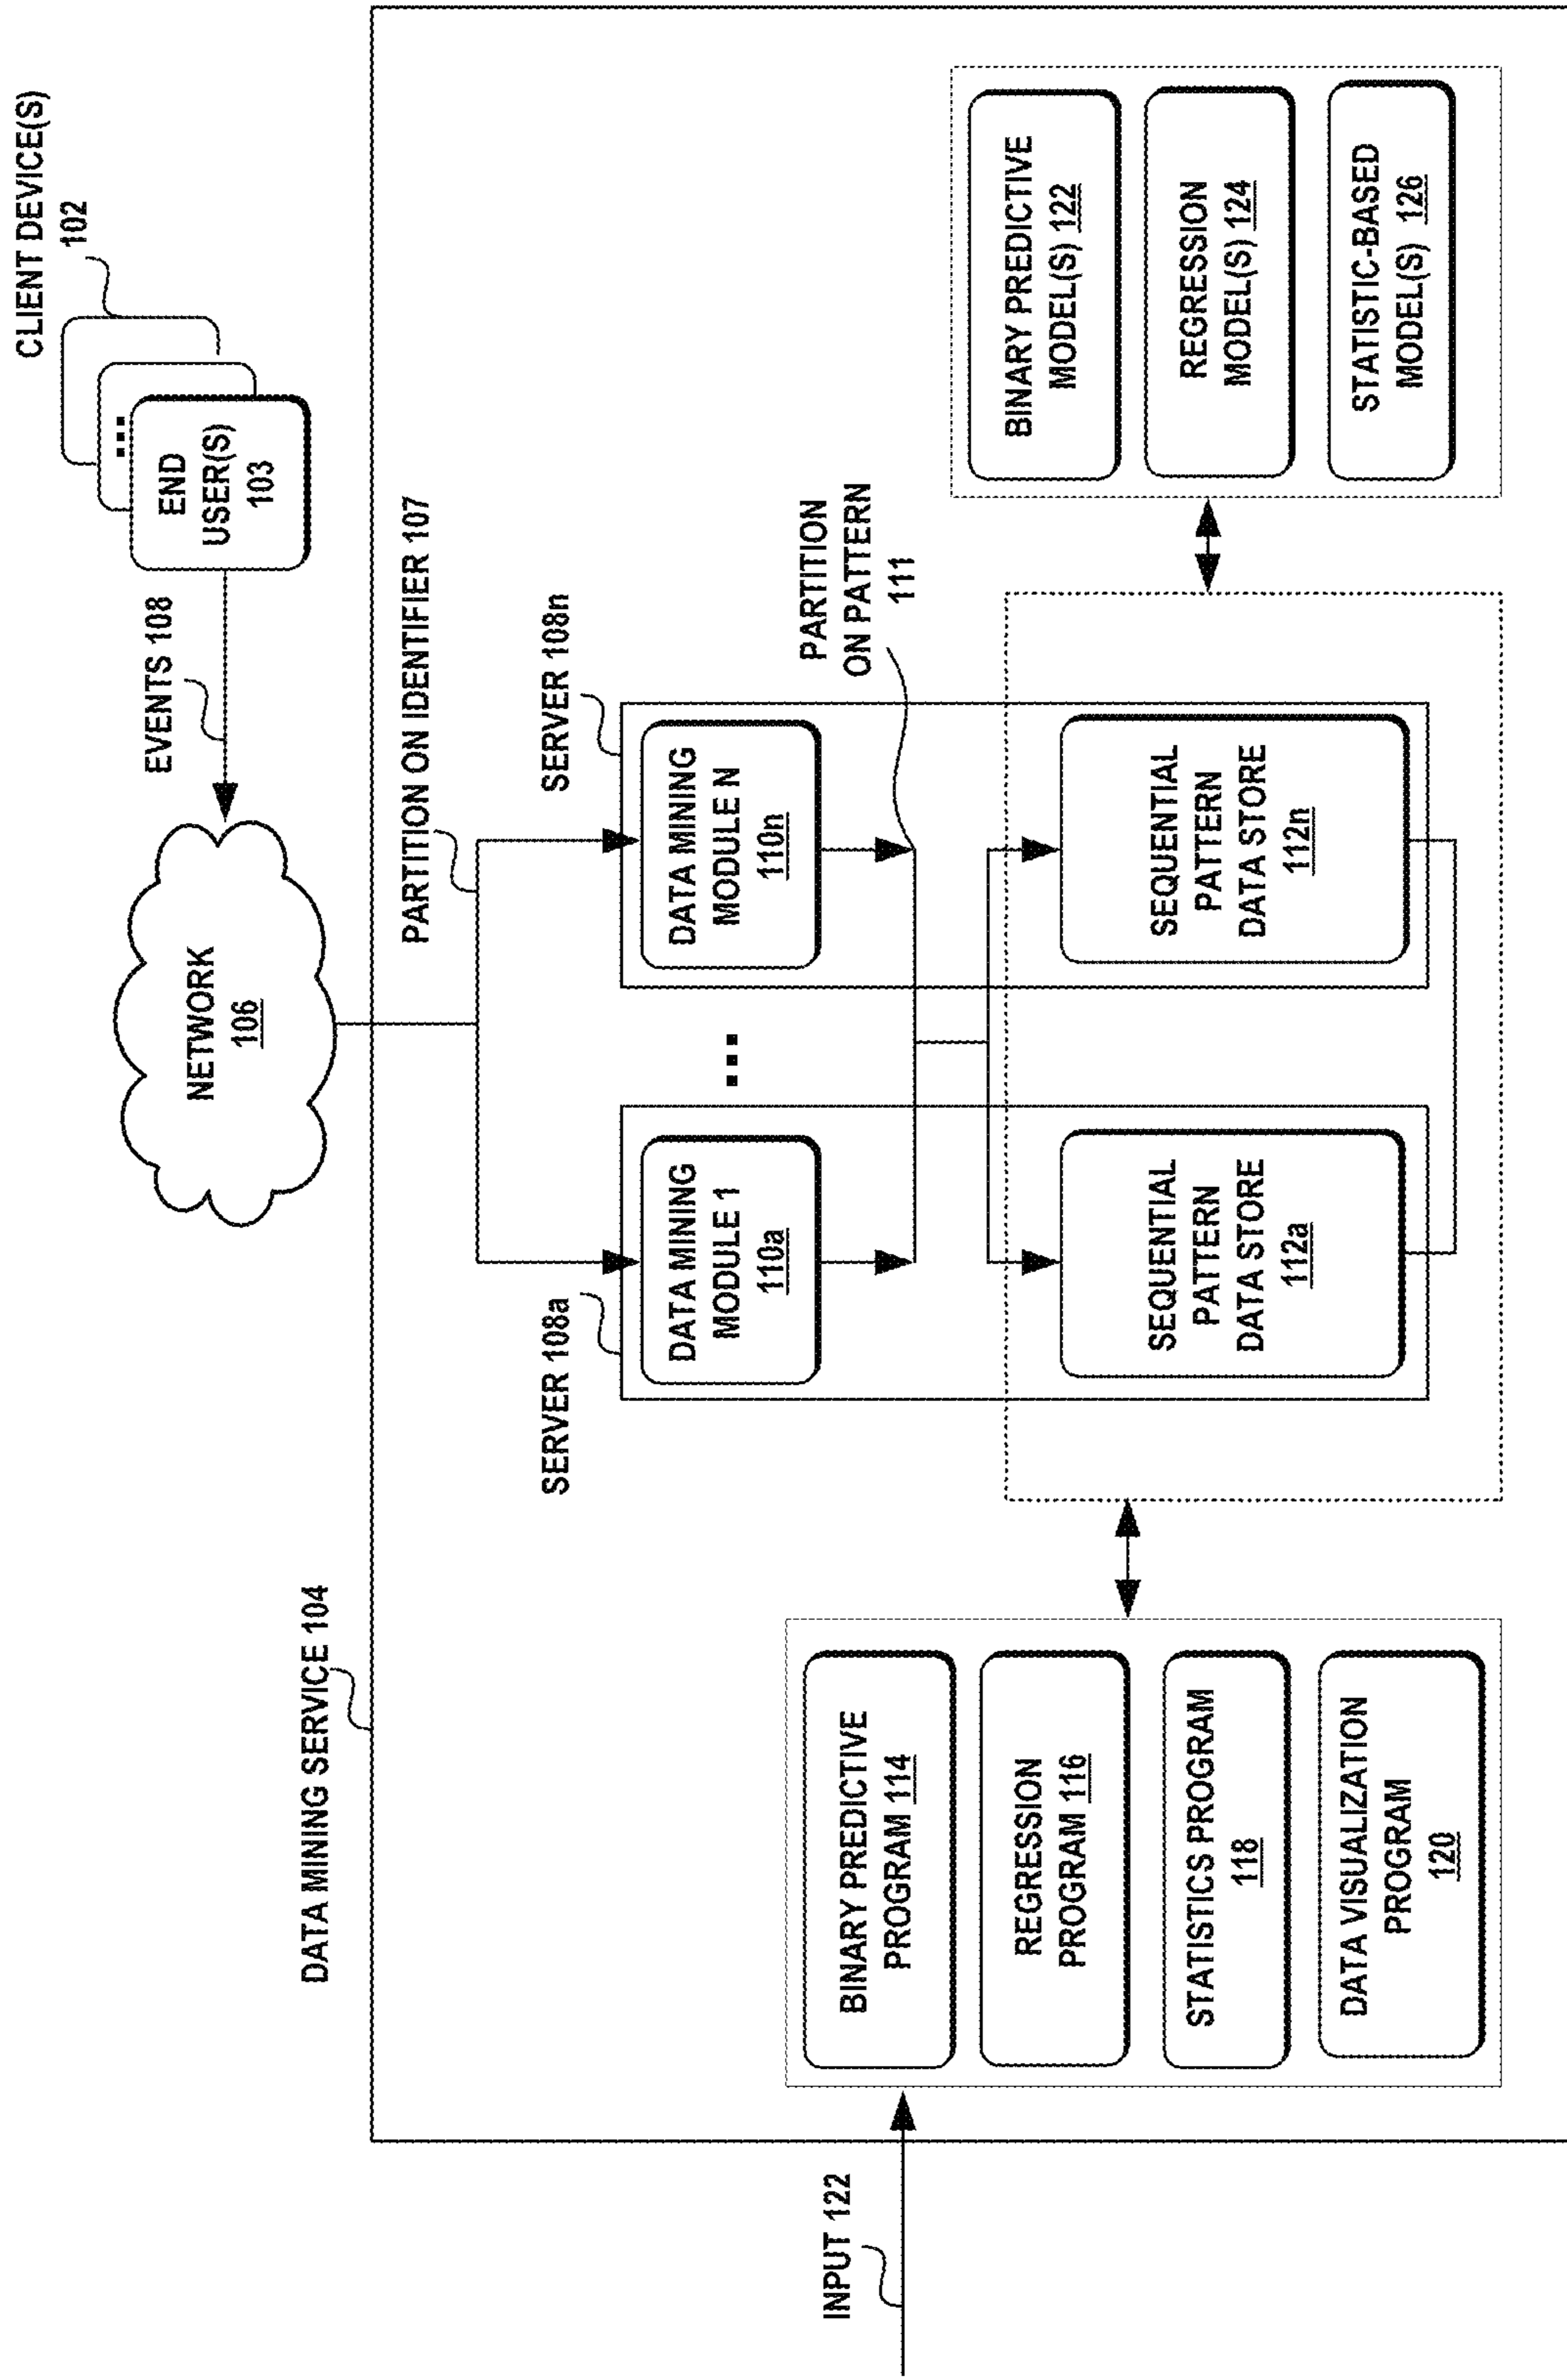 CLIENT DEVICE(S)
102
...
END
USER(S)
103
EVENTS 108
NETWORK
106
DATA MINING SERVICE 104
PARTITION ON IDENTIFIER 107
SERVER 108a
DATA MINING
MODULE 1
110a
...
SERVER 108n
DATA MINING
MODULE N
110n
PARTITION
ON PATTERN
111
SEQUENTIAL
PATTERN
DATA STORE
112a
SEQUENTIAL
PATTERN
DATA STORE
112n
INPUT 122
BINARY PREDICTIVE
PROGRAM 114
REGRESSION
PROGRAM 116
STATISTICS PROGRAM
118
DATA VISUALIZATION
PROGRAM
120
BINARY PREDICTIVE
MODEL(S) 122
REGRESSION
MODEL(S) 124
STATISTIC-BASED
MODEL(S) 126